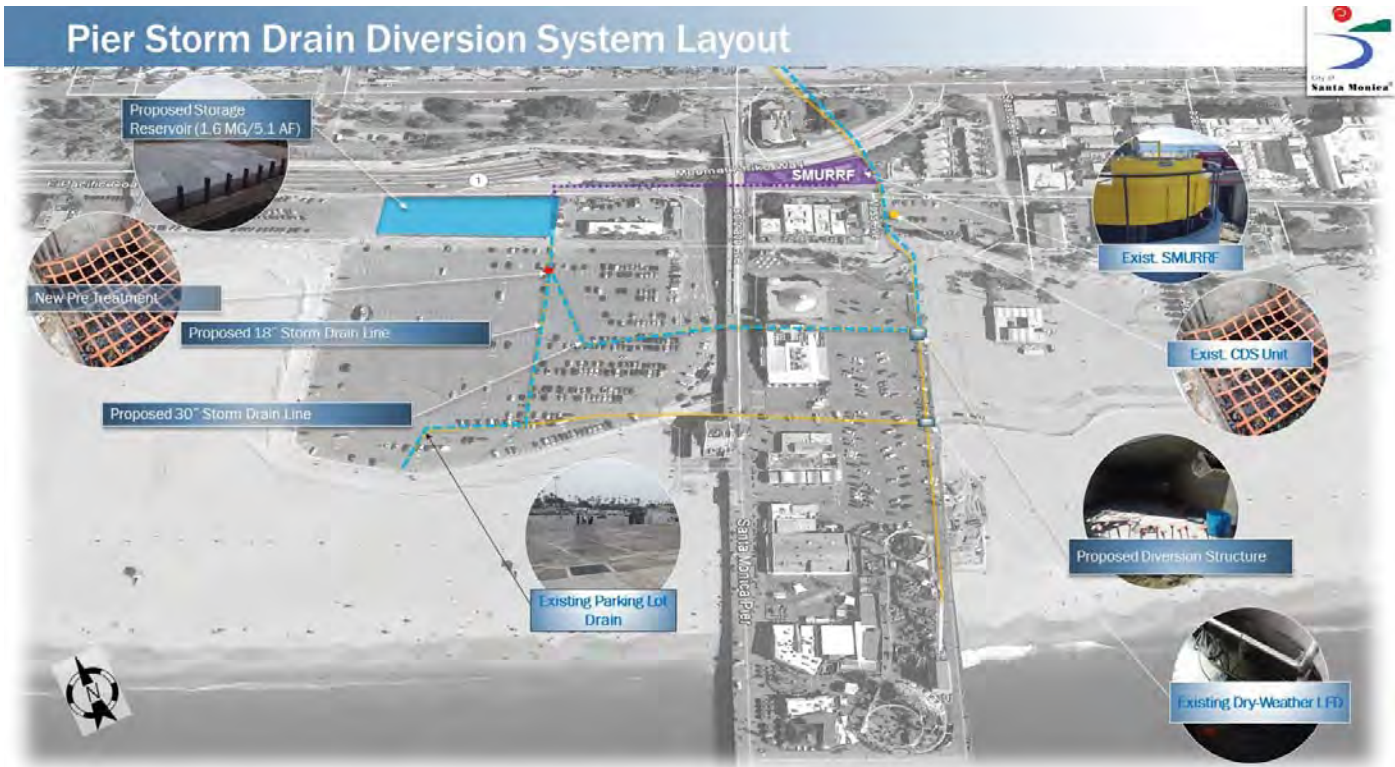 Pier Storm Drain Diversion System Layout
City of
Santa Monica
Proposed Storage
Reservoir (1.6 MG/5.1 AF)
1
SMURRF
Exist. SMURRF
New Pre Treatment
Proposed 18" Storm Drain Line
Exist. CDS Unit
Proposed 30" Storm Drain Line
Proposed Diversion Structure
Existing Parking Lot
Drain
Santa Monica Pier
Existing Dry-Weather LFD
N